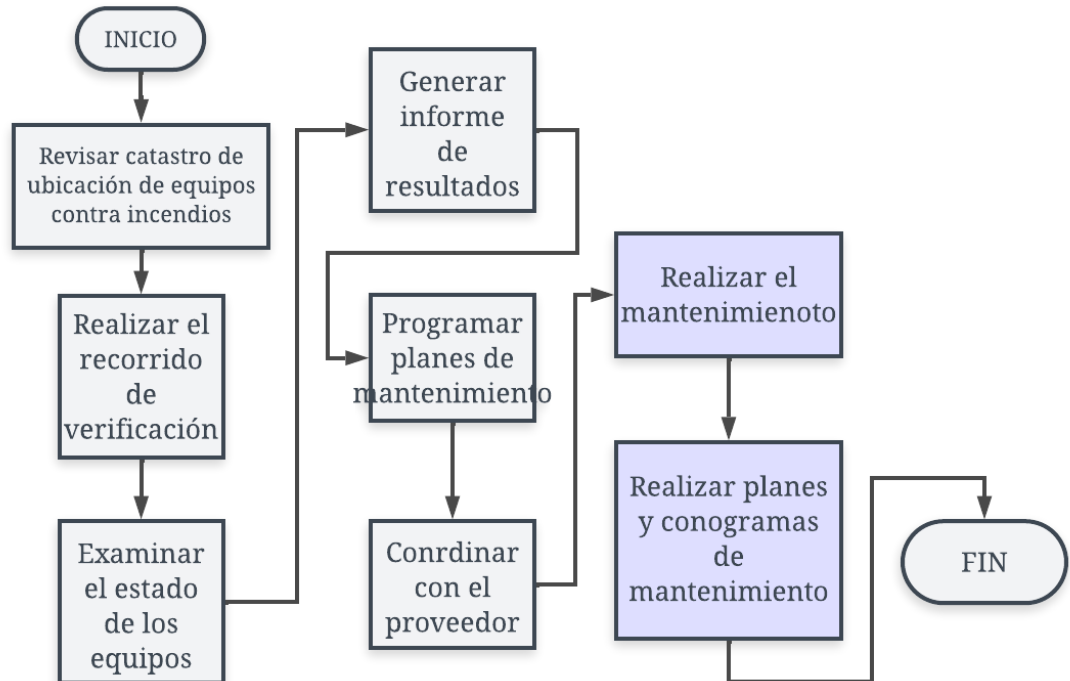 INICIO
Revisar catastro de
ubicación de equipos
contra incendios
Realizar el
recorrido
de
verificación
Examinar
el estado
de los
equipos
Generar
informe
de
resultados
Programar
planes de
mantenimiento
Conrdinar
con el
proveedor
Realizar el
mantenimienoto
Realizar planes
y conogramas
de
mantenimiento
FIN